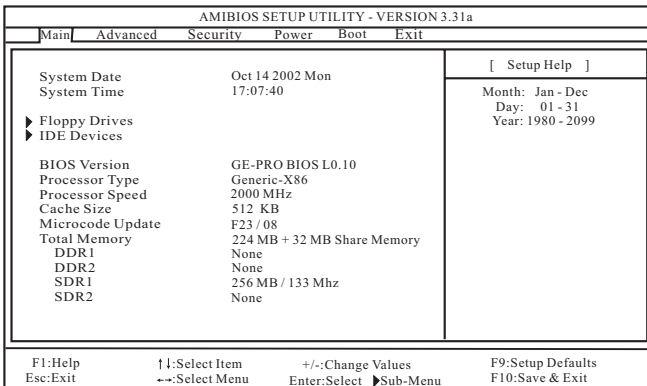 AMIBIOS SETUP UTILITY - VERSION 3.31a
Main Advanced Security Power Boot Exit
[ Setup Help ]
System Date Oct 14 2002 Mon
System Time 17:07:40
Month: Jan - Dec
Day: 01 - 31
Year: 1980 - 2099
Floppy Drives
IDE Devices
BIOS Version GE-PRO BIOS L0.10
Processor Type Generic-X86
Processor Speed 2000 MHz
Cache Size 512 KB
Microcode Update F23 / 08
Total Memory 224 MB + 32 MB Share Memory
DDR1 None
DDR2 None
SDR1 256 MB / 133 Mhz
SDR2 None
F1:Help ↑↓:Select Item +/-:Change Values F9:Setup Defaults
Esc:Exit ←→:Select Menu Enter:Select ▶Sub-Menu F10:Save & Exit